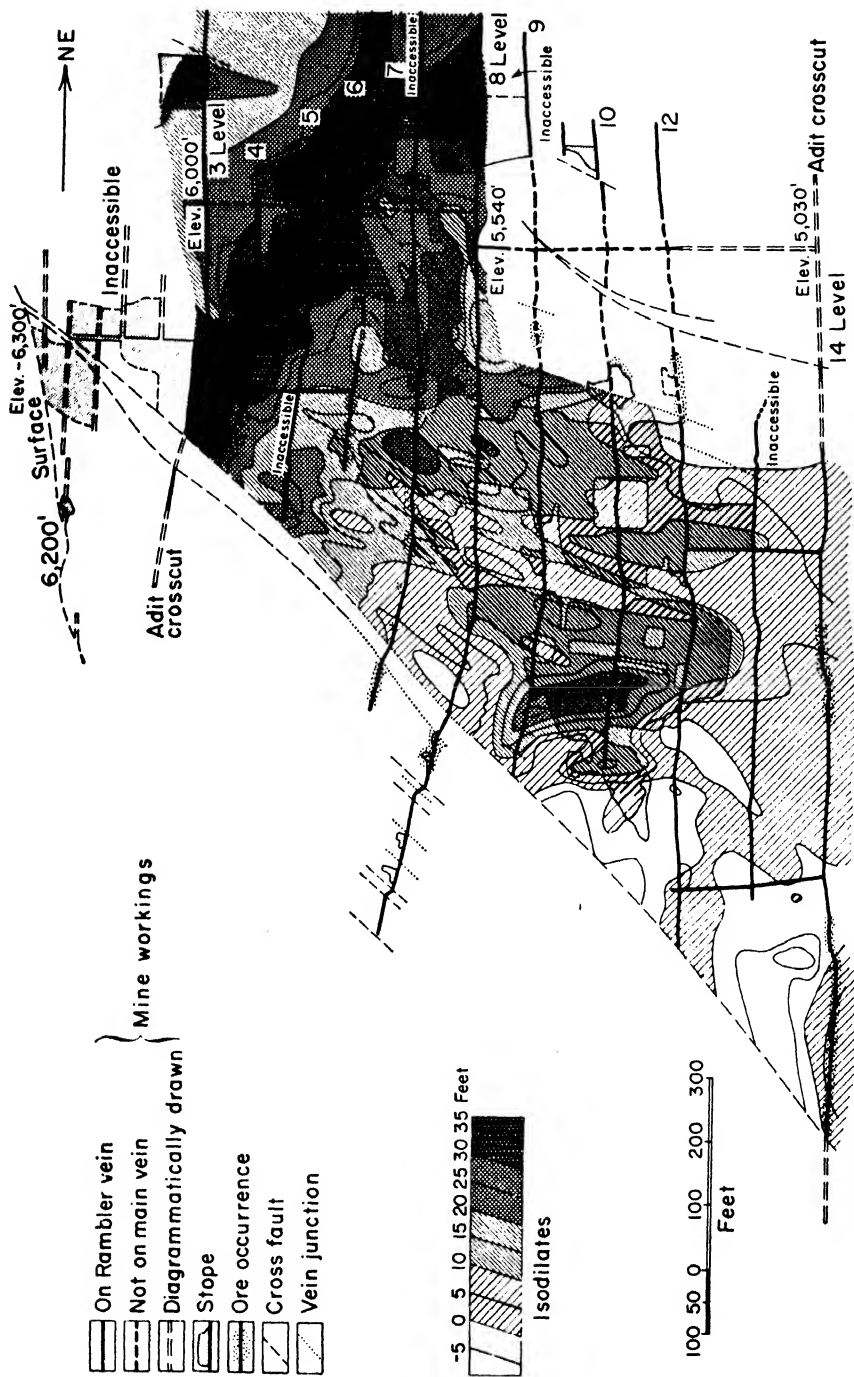 On Rambler vein
Not on main vein
Diagrammatically drawn
Mine workings
Stope
Ore occurrence
Cross fault
Vein junction
-5 0 5 10 15 20 25 30 35 Feet
Isodilates
100 50 0 100 200 300
Feet
NE
Elev. -6,300'
Surface
6,200'
Inaccessible
Adit crosscut
Elev. 6,000'
3 Level
4
5
6
7
Inaccessible
Inaccessible
8 Level
9
Inaccessible
Elev. 5,540'
10
12
Inaccessible
Elev. 5,030'
Adit crosscut
14 Level